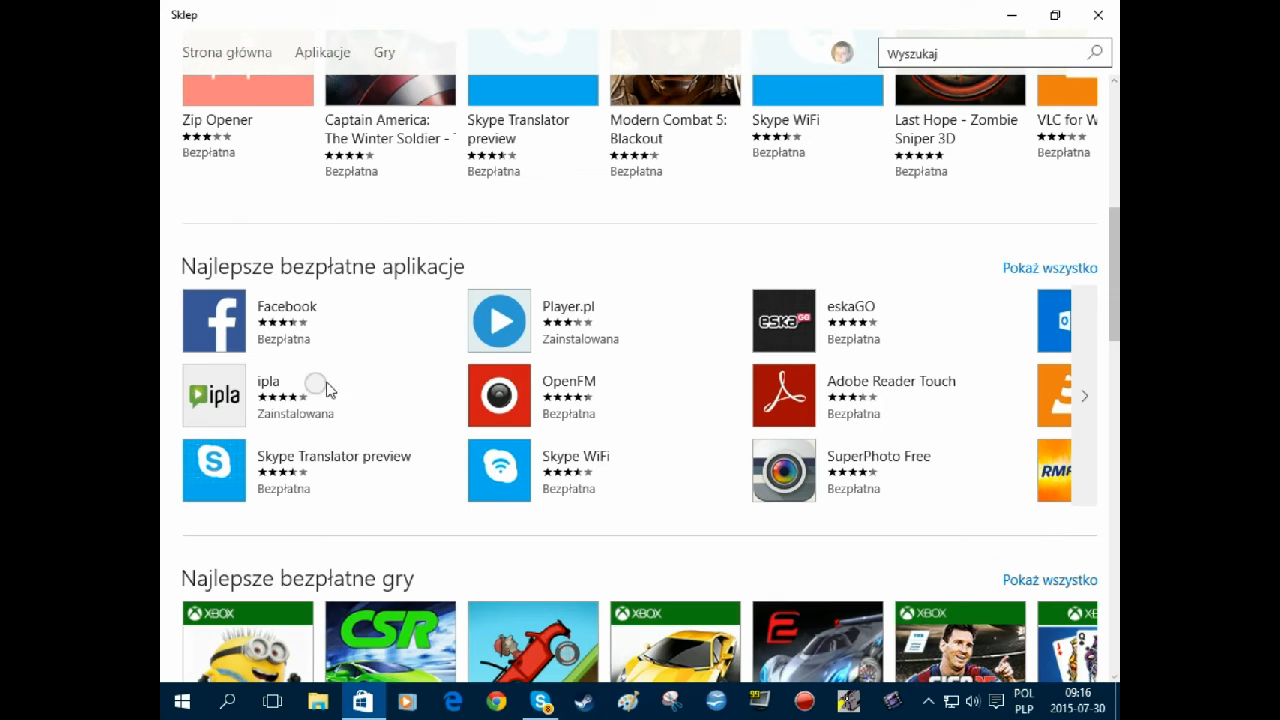 Sklep
Strona główna Aplikacje Gry
Wyszukaj
Zip Opener
Bezpłatna
Captain America:
The Winter Soldier -
Bezpłatna
Skype Translator
preview
Bezpłatna
Modern Combat 5:
Blackout
Bezpłatna
Skype WiFi
Bezpłatna
Last Hope - Zombie
Sniper 3D
Bezpłatna
VLC for W
Bezpłatna
Najlepsze bezpłatne aplikacje
Pokaż wszystko
Facebook
Bezpłatna
Player.pl
Zainstalowana
eska GO
eskaGO
Bezpłatna
ipla
ipla
Zainstalowana
OpenFM
Bezpłatna
Adobe Reader Touch
Bezpłatna
Skype Translator preview
Bezpłatna
Skype WiFi
Bezpłatna
SuperPhoto Free
Bezpłatna
RMF
Najlepsze bezpłatne gry
Pokaż wszystko
XBOX
CSR
XBOX
XBOX
POL
PLP
09:16
2015-07-30